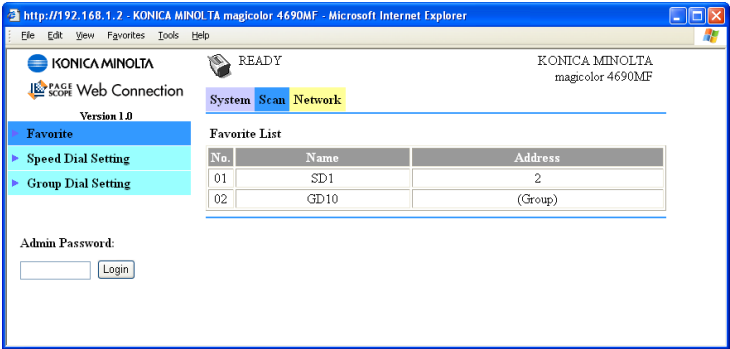 http://192.168.1.2 - KONICA MINOLTA magicolor 4690MF - Microsoft Internet Explorer
File Edit View Favorites Tools Help
KONICA MINOLTA
PAGE SCOPE Web Connection
Version 1.0
READY
KONICA MINOLTA
magicolor 4690MF
System Scan Network
Favorite
Speed Dial Setting
Group Dial Setting
Admin Password:
Login
Favorite List
No. Name Address
01 SD1 2
02 GD10 (Group)